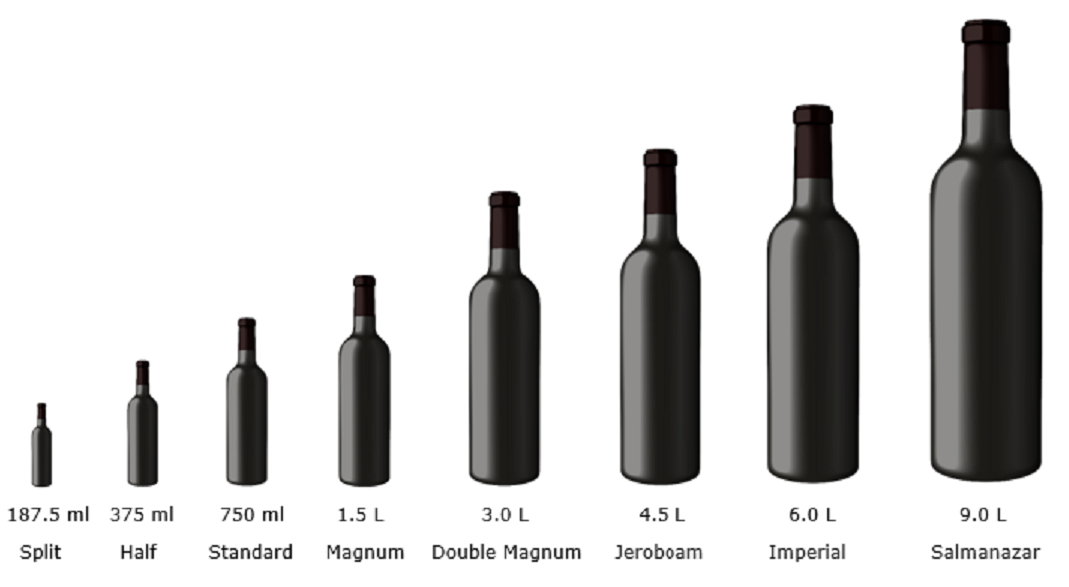 187.5 ml 375 ml 750 ml 1.5 L 3.0 L 4.5 L 6.0 L 9.0 L
Split Half Standard Magnum Double Magnum Jeroboam Imperial Salmanazar